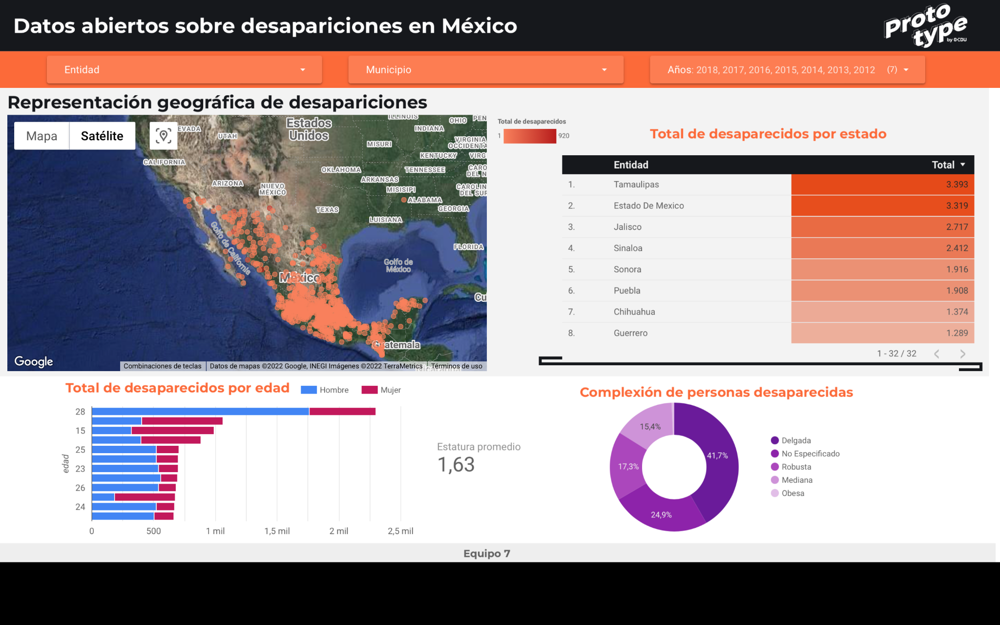 Datos abiertos sobre desapariciones en México
Proto
type
by OCDU
Entidad
Municipio
Años: 2018, 2017, 2016, 2015, 2014, 2013, 2012 (7)
Representación geográfica de desapariciones
Mapa
Satélite
EVADA
UTAH
Estados
Unidos
ILLINOIS
OHIO
PEN
INDIANA
MISURI
VIRGINIA
OCCIDENTA
CALIFORNIA
KENTUCKY
VIRG
OKLAHOMA
TENNESSEE
CARO
DEL N
ARIZONA
NUEVO
MÉXICO
ARKANSAS
MISISIPI
CAROLIN
DEL SUR
ALABAMA
TEXAS
GEORGIA
LUISIANA
FLORIDA
Golfo de California
Golfo de
México
México
Cu
Guatemala
Google
Combinaciones de teclas
Datos de mapas ©2022 Google, INEGI Imágenes ©2022 TerraMetrics
Términos de uso
Total de desaparecidos
1
920
Total de desaparecidos por estado
Entidad Total
1. Tamaulipas 3.393
2. Estado De Mexico 3.319
3. Jalisco 2.717
4. Sinaloa 2.412
5. Sonora 1.916
6. Puebla 1.908
7. Chihuahua 1.374
8. Guerrero 1.289
1 - 32 / 32
Total de desaparecidos por edad
Hombre
Mujer
edad
28
15
25
23
26
24
0
500
1 mil
1,5 mil
2 mil
2,5 mil
Estatura promedio
1,63
Complexión de personas desaparecidas
15,4%
41,7%
17,3%
24,9%
Delgada
No Especificado
Robusta
Mediana
Obesa
Equipo 7